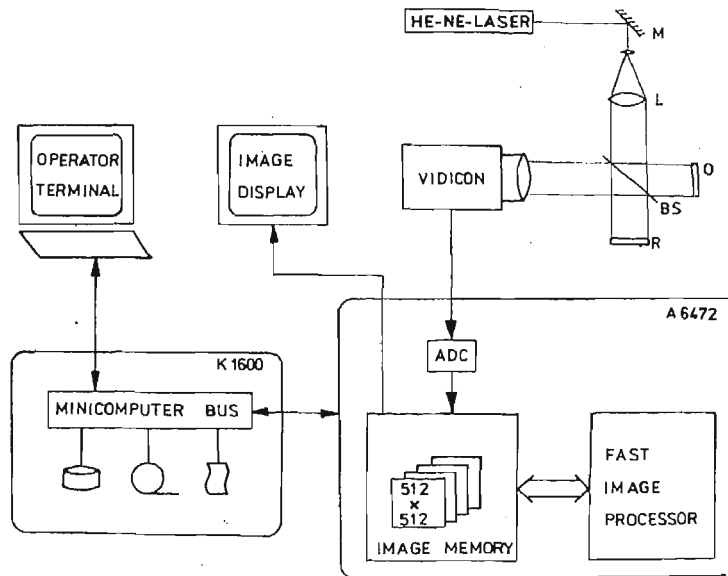 HE-NE-LASER
M
L
OPERATOR
TERMINAL
IMAGE
DISPLAY
VIDICON
O
BS
R
A 6472
K 1600
ADC
MINICOMPUTER BUS
512
×
512
IMAGE MEMORY
FAST
IMAGE
PROCESSOR